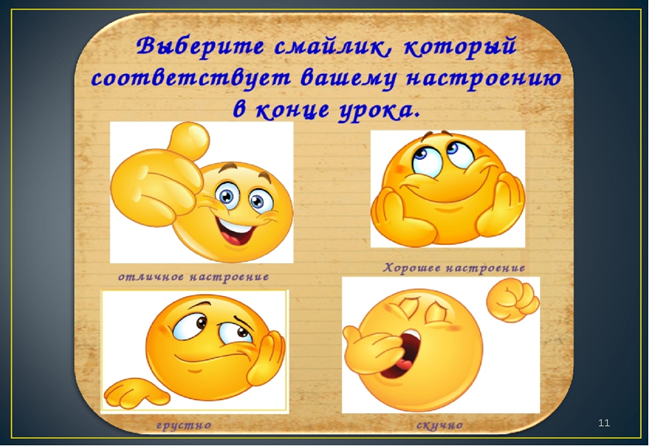 Выберите смайлик, который
соответствует вашему настроению
в конце урока.
отличное настроение
Хорошее настроение
грустно
скучно
11